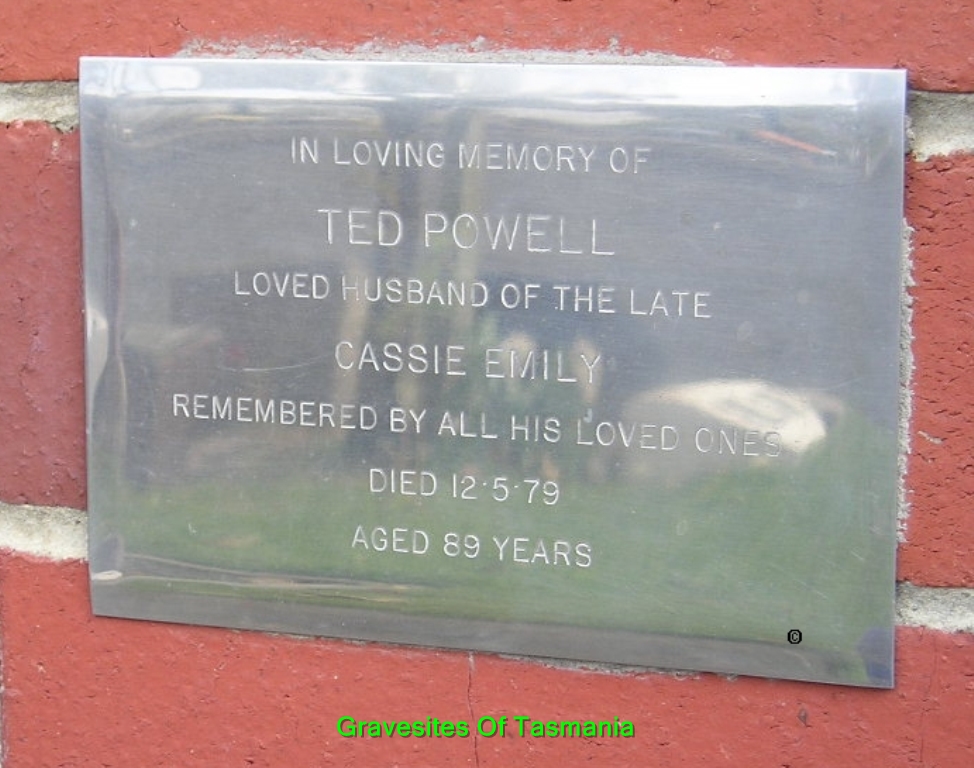 IN LOVING MEMORY OF
TED POWELL
LOVED HUSBAND OF THE LATE
CASSIE EMILY
REMEMBERED BY ALL HIS LOVED ONES
DIED 12·5·79
AGED 89 YEARS
©
Gravesites Of Tasmania